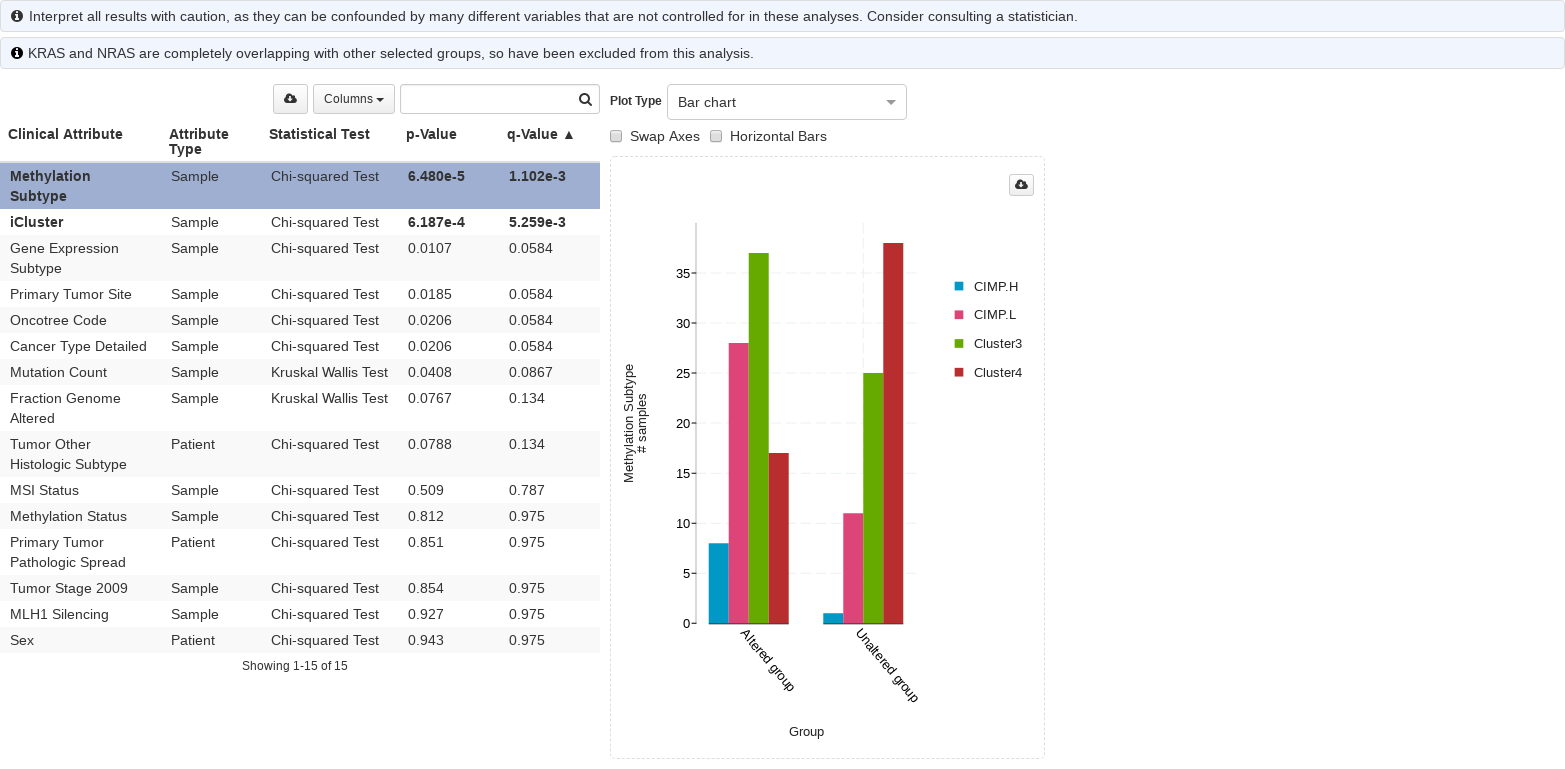 Interpret all results with caution, as they can be confounded by many different variables that are not controlled for in these analyses. Consider consulting a statistician.
KRAS and NRAS are completely overlapping with other selected groups, so have been excluded from this analysis.
Columns
Clinical Attribute Attribute Type Statistical Test p-Value q-Value ▲
Methylation Subtype Sample Chi-squared Test 6.480e-5 1.102e-3
iCluster Sample Chi-squared Test 6.187e-4 5.259e-3
Gene Expression Subtype Sample Chi-squared Test 0.0107 0.0584
Primary Tumor Site Sample Chi-squared Test 0.0185 0.0584
Oncotree Code Sample Chi-squared Test 0.0206 0.0584
Cancer Type Detailed Sample Chi-squared Test 0.0206 0.0584
Mutation Count Sample Kruskal Wallis Test 0.0408 0.0867
Fraction Genome Altered Sample Kruskal Wallis Test 0.0767 0.134
Tumor Other Histologic Subtype Patient Chi-squared Test 0.0788 0.134
MSI Status Sample Chi-squared Test 0.509 0.787
Methylation Status Sample Chi-squared Test 0.812 0.975
Primary Tumor Pathologic Spread Patient Chi-squared Test 0.851 0.975
Tumor Stage 2009 Sample Chi-squared Test 0.854 0.975
MLH1 Silencing Sample Chi-squared Test 0.927 0.975
Sex Patient Chi-squared Test 0.943 0.975
Showing 1-15 of 15
Plot Type Bar chart
Swap Axes Horizontal Bars
Methylation Subtype
# samples
35
30
25
20
15
10
5
0
Altered group
Unaltered group
Group
CIMP.H
CIMP.L
Cluster3
Cluster4